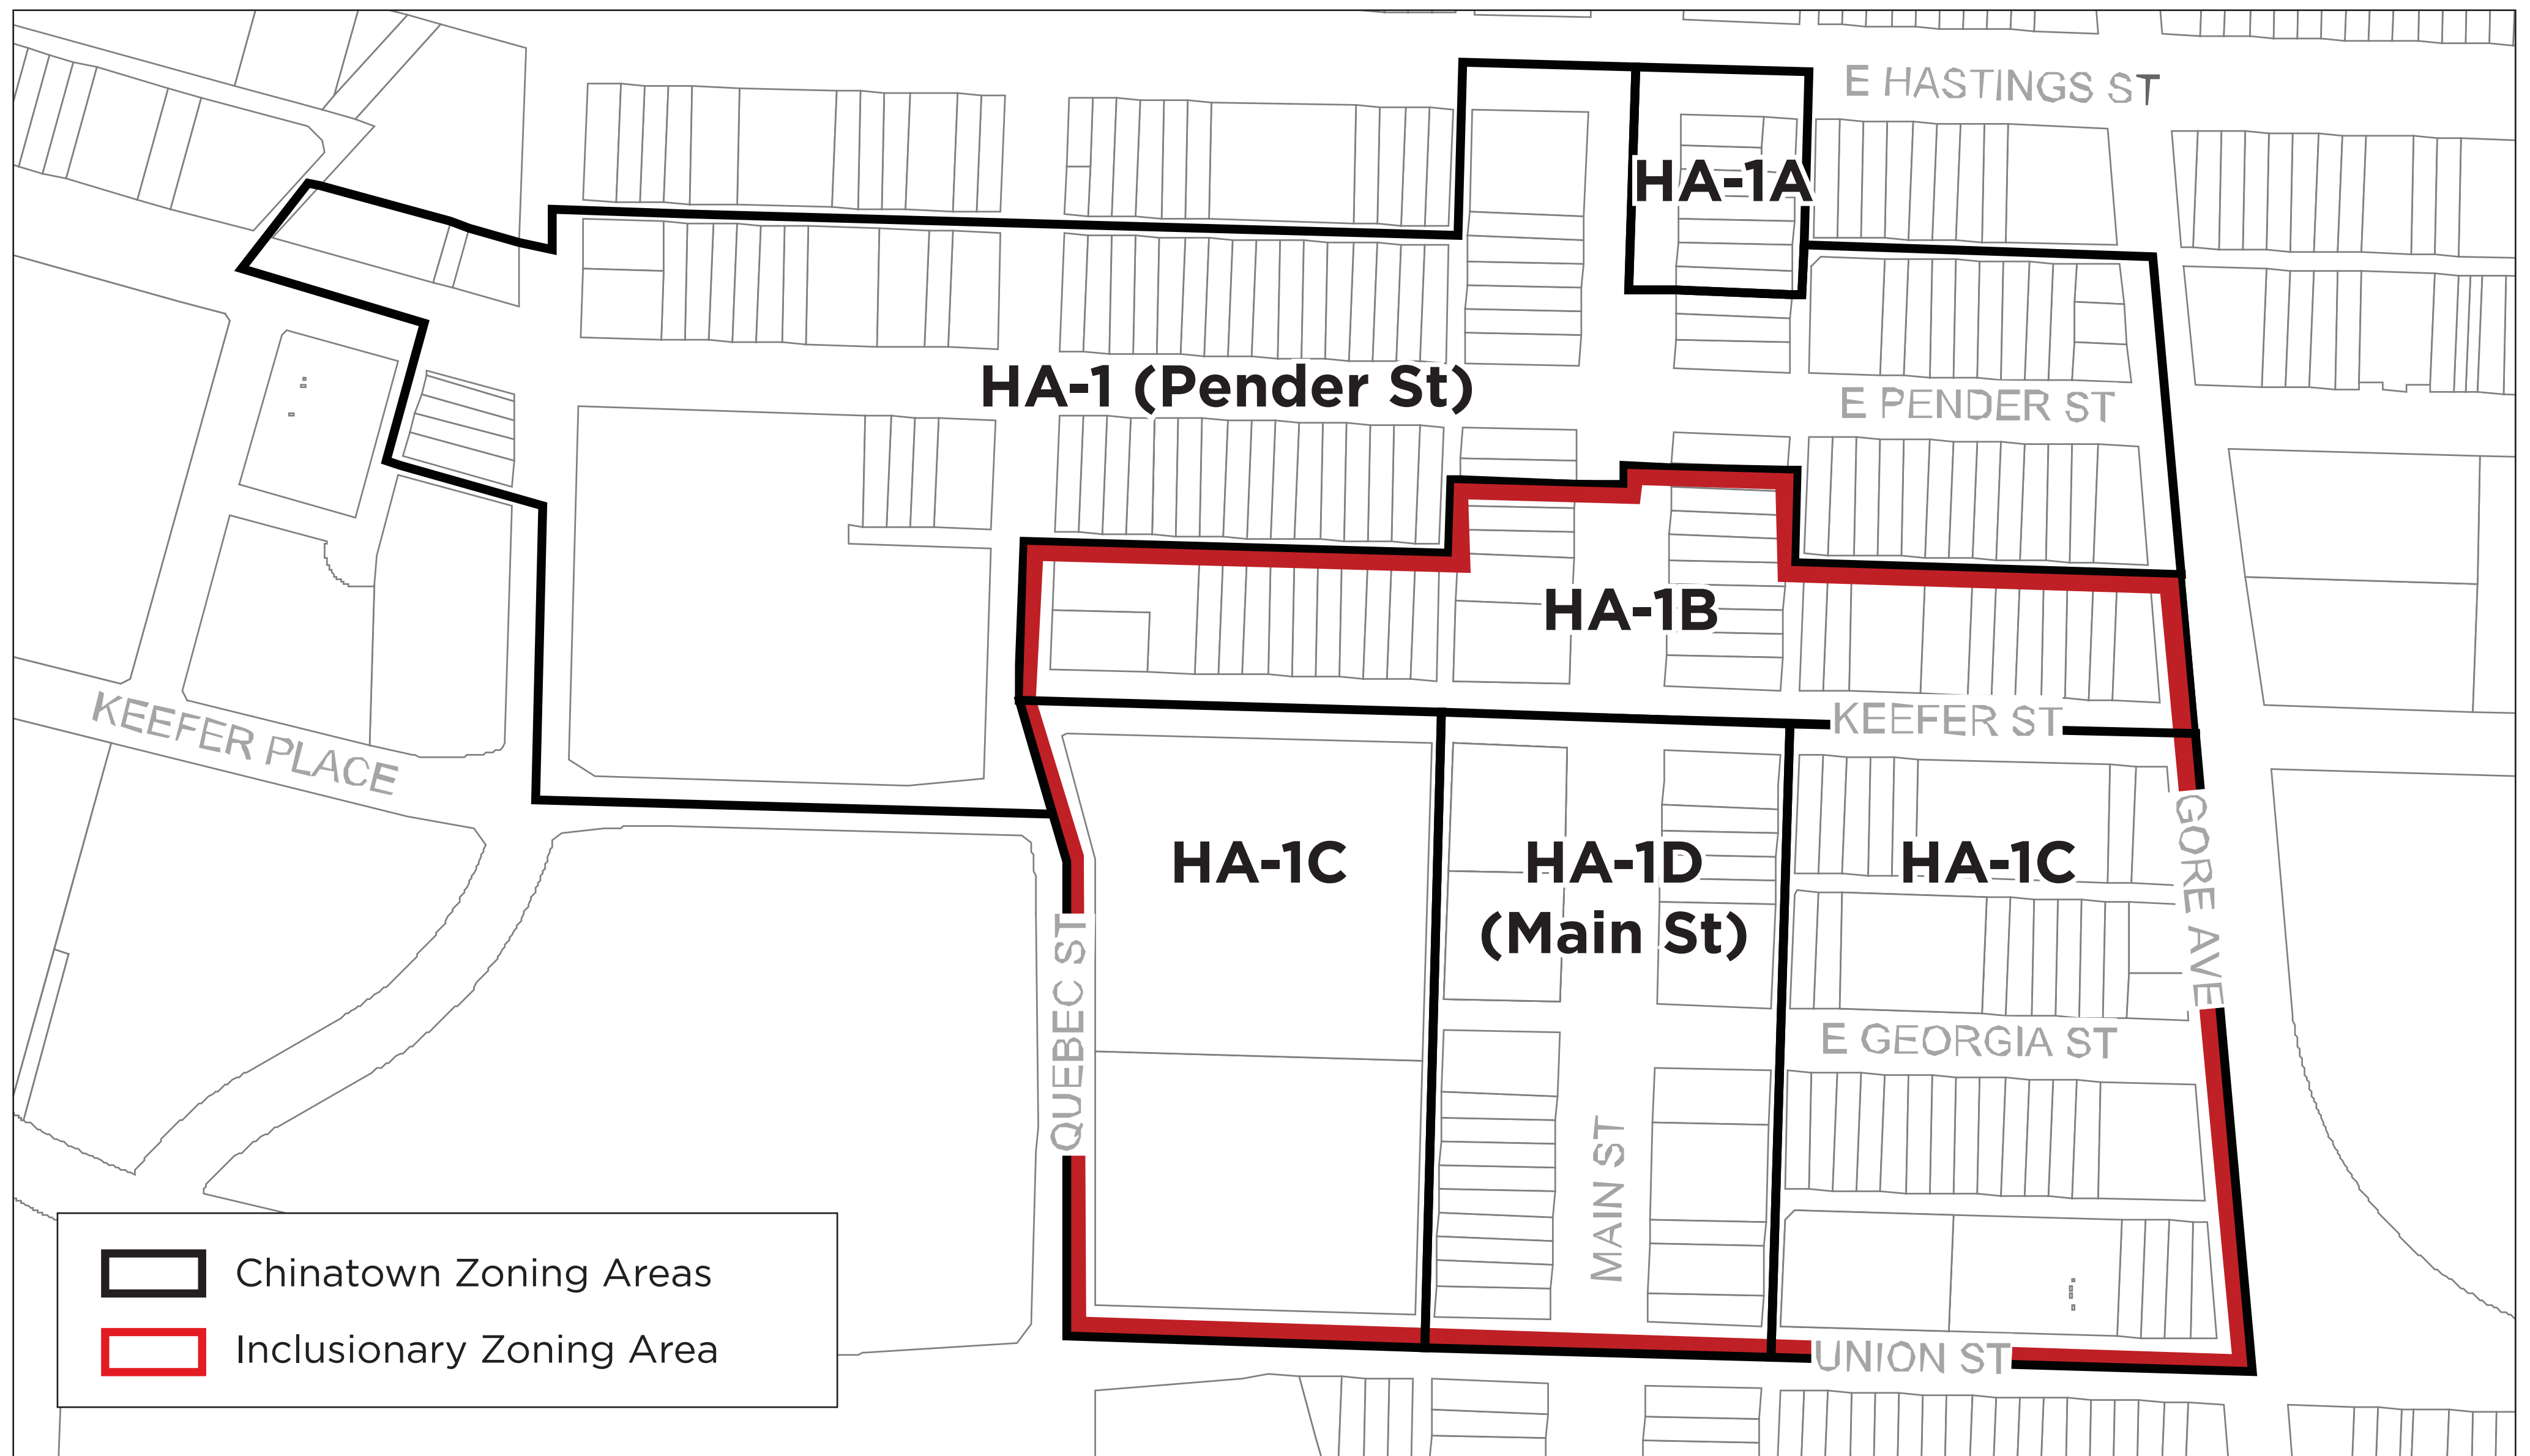 E HASTINGS ST
HA-1A
HA-1 (Pender St)
E PENDER ST
HA-1B
KEEFER PLACE
KEEFER ST
HA-1C
HA-1D
(Main St)
HA-1C
GORE AVE
QUEBEC ST
E GEORGIA ST
MAIN ST
Chinatown Zoning Areas
Inclusionary Zoning Area
UNION ST